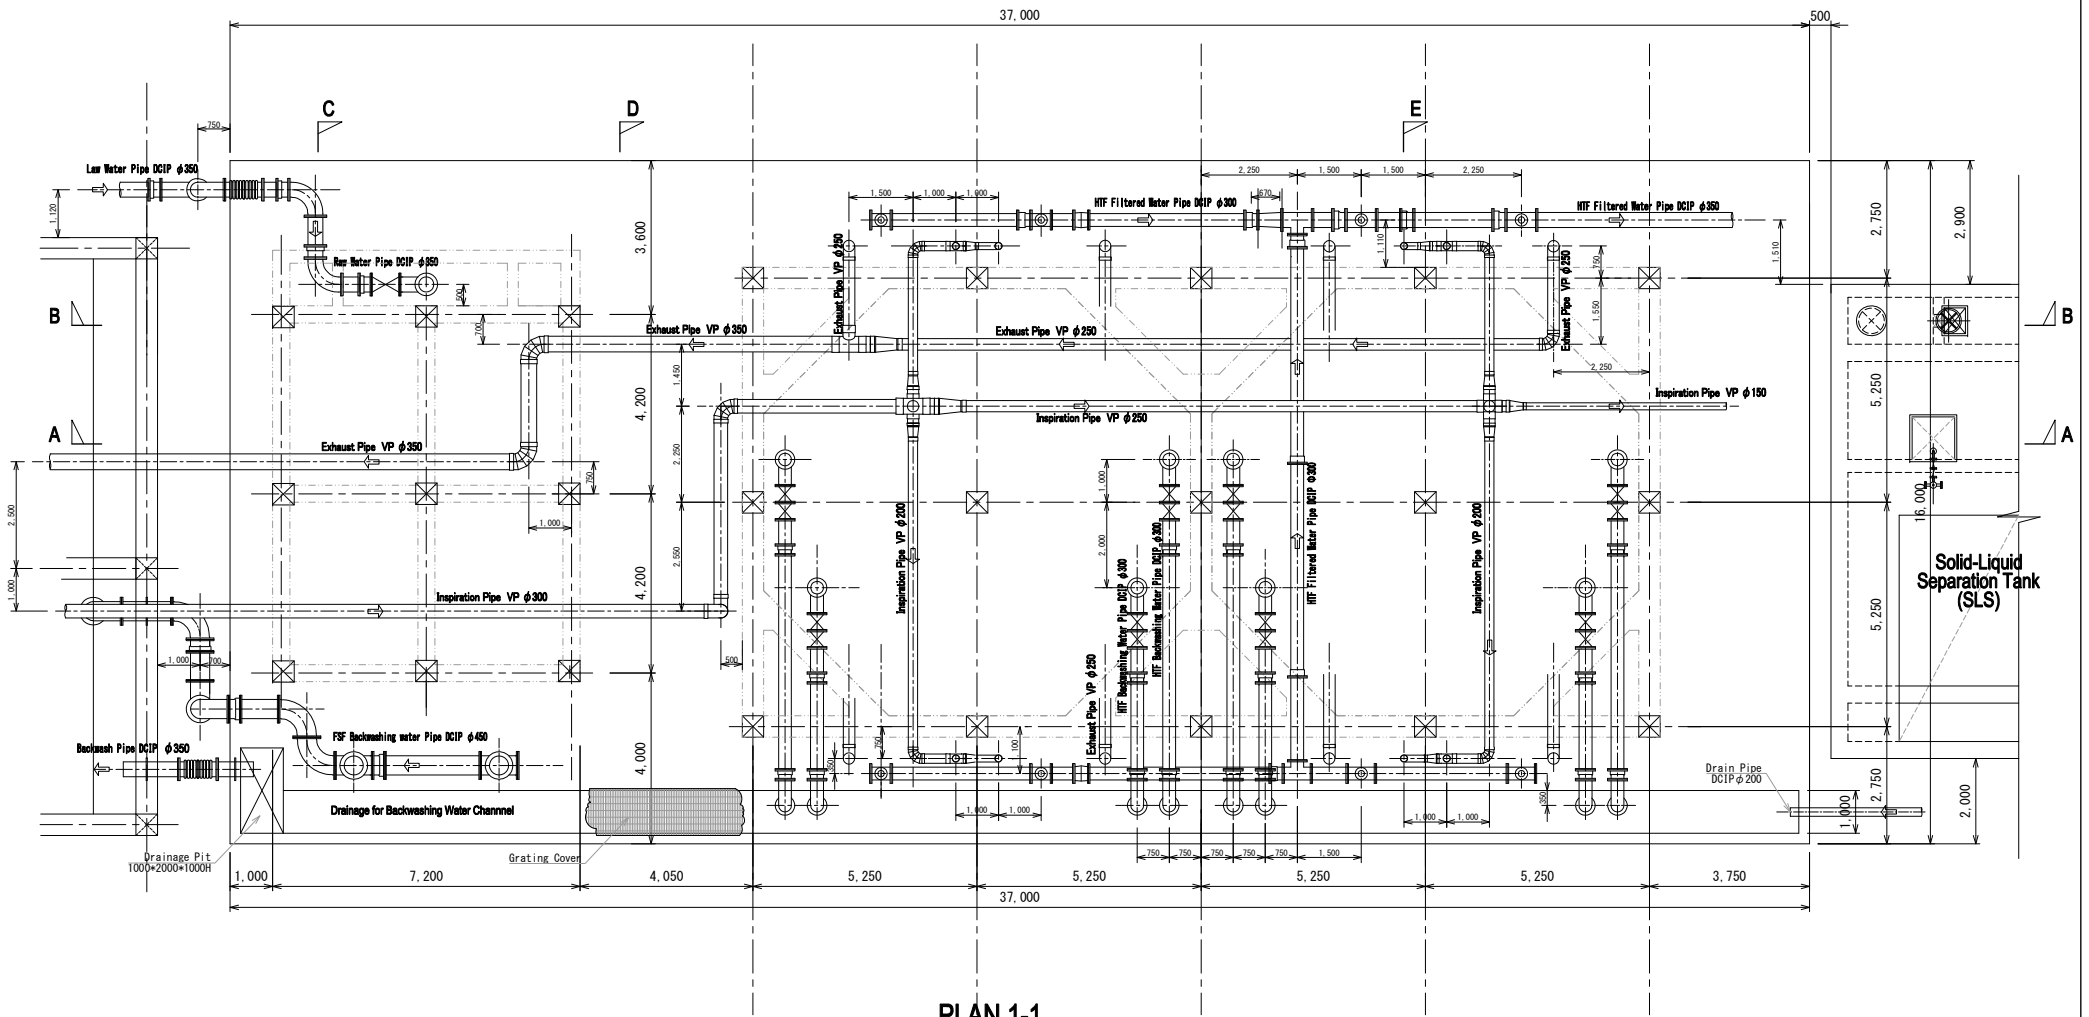 37,000
500
C
D
E
750
Law Water Pipe DCIP φ350
2,250
1,500
1,500
2,250
1,500
1,000
1,000
670
HTF Filtered Water Pipe DCIP φ300
HTF Filtered Water Pipe DCIP φ350
1,120
3,600
1,110
750
1,510
2,750
2,900
Raw Water Pipe DCIP φ350
500
Exhaust Pipe VP φ250
Exhaust Pipe VP φ250
1,550
B
B
700
Exhaust Pipe VP φ350
Exhaust Pipe VP φ250
1,450
2,250
5,250
4,200
Inspiration Pipe VP φ150
Inspiration Pipe VP φ250
A
A
Exhaust Pipe VP φ350
2,250
750
1,000
2,500
1,000
2,000
2,550
Inspiration Pipe VP φ200
HTF Backwashing Water Pipe DCIP φ300
HTF Backwashing Water Pipe DCIP φ300
HTF Filtered Water Pipe DCIP φ300
Inspiration Pipe VP φ200
16,000
Solid-Liquid
Separation Tank
(SLS)
4,200
5,250
1,000
Inspiration Pipe VP φ300
1,000
700
500
Exhaust Pipe VP φ250
FSF Backwashing water Pipe DCIP φ450
Backwash Pipe DCIP φ350
4,000
750
350
100
Drain Pipe
DCIPφ200
350
1,000
2,750
2,000
Drainage for Backwashing Water Channnel
1,000
1,000
1,000
1,000
Drainage Pit
1000*2000*1000H
Grating Cover
750
750
750
750
750
1,500
1,000
7,200
4,050
5,250
5,250
5,250
5,250
3,750
37,000
PLAN 1-1